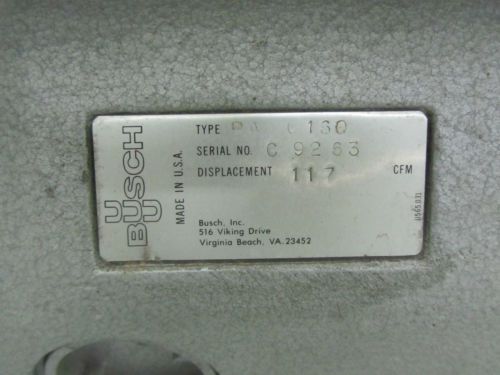 BUSCH
MADE IN U.S.A.
TYPE 0160
SERIAL NO. C 9263
DISPLACEMENT 117 CFM
Busch, Inc.
516 Viking Drive
Virginia Beach, VA. 23452